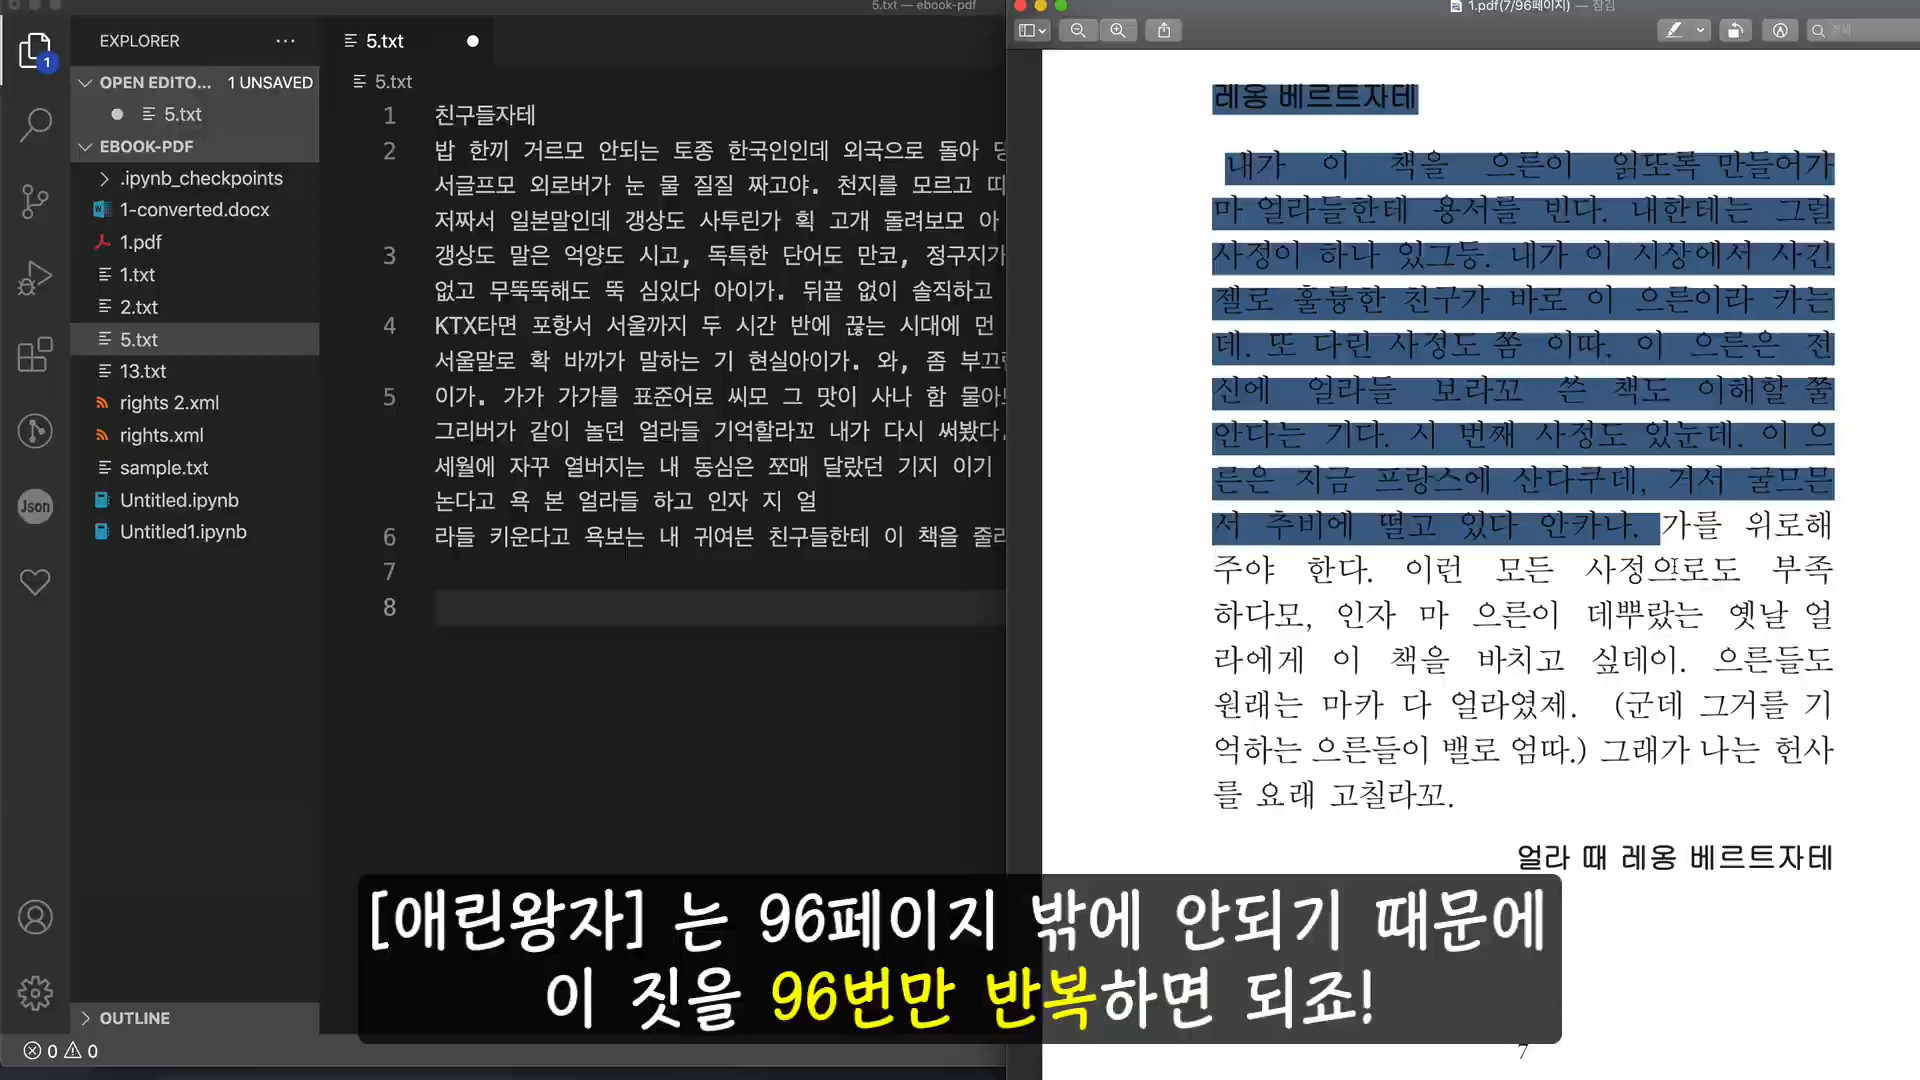 5.txt — ebook-pdf
1.pdf(7/96페이지) — 잠김
EXPLORER
5.txt
검색
1
OPEN EDITO... 1 UNSAVED
5.txt
5.txt
EBOOK-PDF
.ipynb_checkpoints
1-converted.docx
1.pdf
1.txt
2.txt
5.txt
13.txt
rights 2.xml
rights.xml
sample.txt
Untitled.ipynb
Untitled1.ipynb
Json
OUTLINE
0 0
1 친구들자테
2 밥 한끼 거르모 안되는 토종 한국인인데 외국으로 돌아
서글프모 외로버가 눈 물 질질 짜고야. 천지를 모르고 띠
저짜서 일본말인데 갱상도 사투린가 획 고개 돌려보모 아
3 갱상도 말은 억양도 시고, 독특한 단어도 만코, 정구지가
없고 무뚝뚝해도 뚝 심있다 아이가. 뒤끝 없이 솔직하고
4 KTX타면 포항서 서울까지 두 시간 반에 끊는 시대에 먼
서울말로 확 바까가 말하는 기 현실아이가. 와, 좀 부끄럽
5 이가. 가가 가가를 표준어로 씨모 그 맛이 사나 함 물아보
그리버가 같이 놀던 얼라들 기억할라꼬 내가 다시 써봤다.
세월에 자꾸 열버지는 내 동심은 쪼매 달랐던 기지 이기
논다고 욕 본 얼라들 하고 인자 지 얼
6 라들 키운다고 욕보는 내 귀여븐 친구들한테 이 책을 줄라
7
8
레옹 베르트자테
내가 이 책을 으른이 읽또록 만들어가
마 얼라들한테 용서를 빈다. 내한테는 그럴
사정이 하나 있그등. 내가 이 시상에서 사긴
젤로 훌륭한 친구가 바로 이 으른이라 카는
데. 또 다린 사정도 쫌 이따. 이 으른은 전
신에 얼라들 보라꼬 쓴 책도 이해할 쭐
안다는 기다. 시 번째 사정도 있눈데. 이 으
른은 지금 프랑스에 산다쿠데, 거서 굴므믄
서 추비에 떨고 있다 안카나. 가를 위로해
주야 한다. 이런 모든 사정으로도 부족
하다모, 인자 마 으른이 데뿌랐는 옛날 얼
라에게 이 책을 바치고 싶데이. 으른들도
원래는 마카 다 얼라였제. (군데 그거를 기
억하는 으른들이 밸로 엄따.) 그래가 나는 헌사
를 요래 고칠라꼬.
얼라 때 레옹 베르트자테
[애린왕자] 는 96페이지 밖에 안되기 때문에
이 짓을 96번만 반복하면 되죠!
7